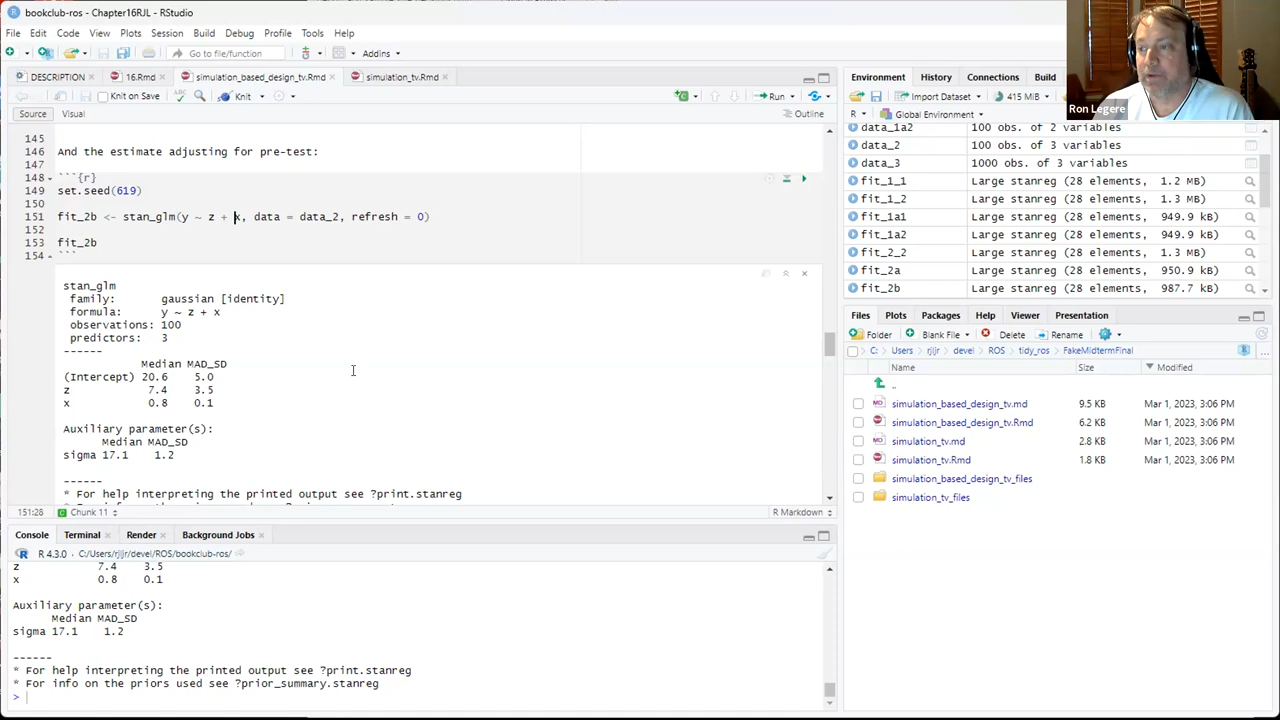 bookclub-ros - Chapter16RJL - RStudio
File Edit Code View Plots Session Build Debug Profile Tools Help
Go to file/function Addins
DESCRIPTION 16.Rmd simulation_based_design_tv.Rmd simulation_tv.Rmd
Knit on Save Knit Run
Source Visual Outline
145
146 And the estimate adjusting for pre-test:
147
148 ```{r}
149 set.seed(619)
150
151 fit_2b <- stan_glm(y ~ z + x, data = data_2, refresh = 0)
152
153 fit_2b
154 ```
stan_glm
family: gaussian [identity]
formula: y ~ z + x
observations: 100
predictors: 3
------
Median MAD_SD
(Intercept) 20.6 5.0
z 7.4 3.5
x 0.8 0.1
Auxiliary parameter(s):
Median MAD_SD
sigma 17.1 1.2
------
* For help interpreting the printed output see ?print.stanreg
151:28 Chunk 11 R Markdown
Console Terminal Render Background Jobs
R 4.3.0 · C:/Users/rjljr/devel/ROS/bookclub-ros/
z 7.4 3.5
x 0.8 0.1
Auxiliary parameter(s):
Median MAD_SD
sigma 17.1 1.2
------
* For help interpreting the printed output see ?print.stanreg
* For info on the priors used see ?prior_summary.stanreg
>
Environment History Connections Build
Import Dataset 415 MiB
R Global Environment
data_1a2 100 obs. of 2 variables
data_2 100 obs. of 3 variables
data_3 1000 obs. of 3 variables
fit_1_1 Large stanreg (28 elements, 1.2 MB)
fit_1_2 Large stanreg (28 elements, 1.3 MB)
fit_1a1 Large stanreg (28 elements, 949.9 kB)
fit_1a2 Large stanreg (28 elements, 949.9 kB)
fit_2_2 Large stanreg (28 elements, 1.3 MB)
fit_2a Large stanreg (28 elements, 950.9 kB)
fit_2b Large stanreg (28 elements, 987.7 kB)
Files Plots Packages Help Viewer Presentation
Folder Blank File Delete Rename
C: Users rjljr devel ROS tidy_ros FakeMidtermFinal
Name Size Modified
..
simulation_based_design_tv.md 9.5 KB Mar 1, 2023, 3:06 PM
simulation_based_design_tv.Rmd 6.2 KB Mar 1, 2023, 3:06 PM
simulation_tv.md 2.8 KB Mar 1, 2023, 3:06 PM
simulation_tv.Rmd 1.8 KB Mar 1, 2023, 3:06 PM
simulation_based_design_tv_files
simulation_tv_files
Ron Legere